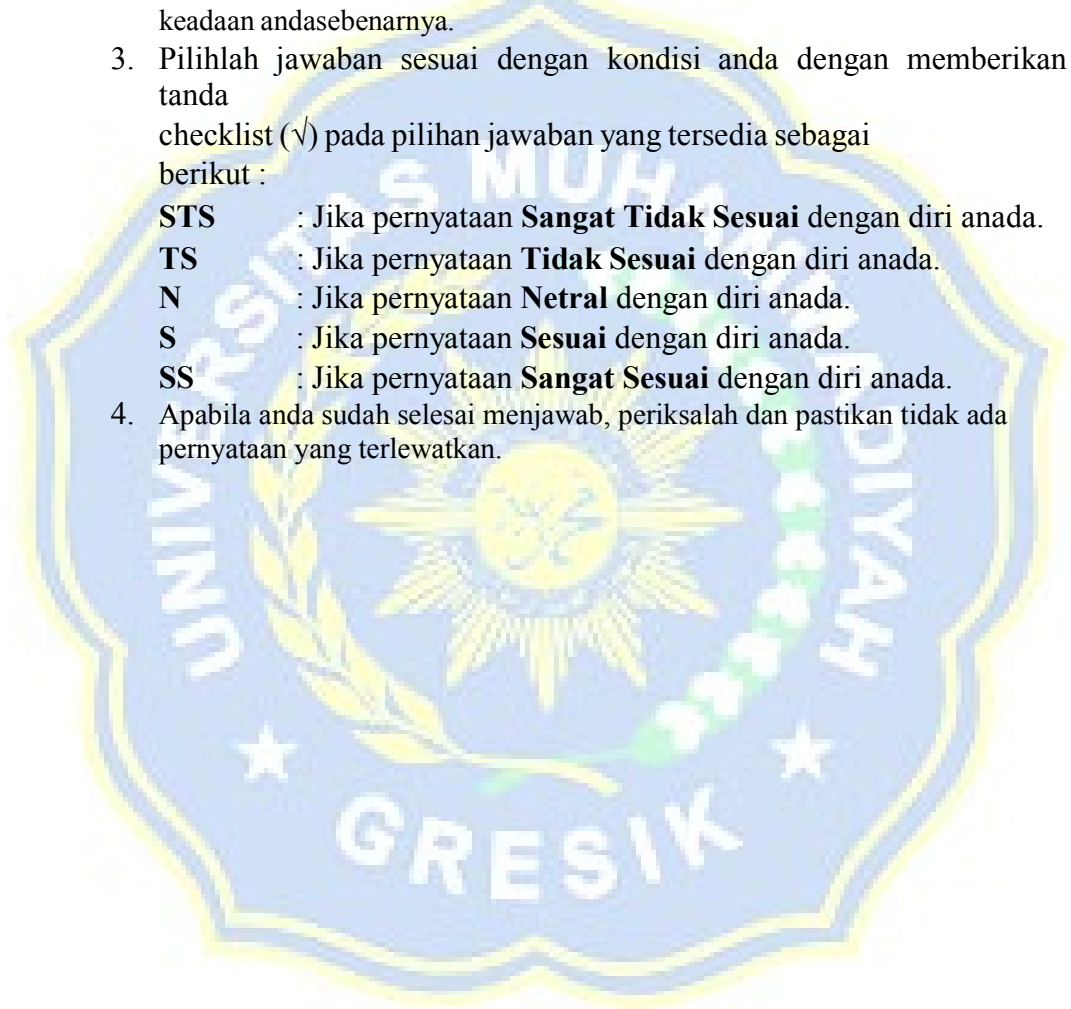 keadaan andasebenarnya.
3. Pilihlah jawaban sesuai dengan kondisi anda dengan memberikan
tanda
checklist (√) pada pilihan jawaban yang tersedia sebagai
berikut :
STS : Jika pernyataan Sangat Tidak Sesuai dengan diri anada.
TS : Jika pernyataan Tidak Sesuai dengan diri anada.
N : Jika pernyataan Netral dengan diri anada.
S : Jika pernyataan Sesuai dengan diri anada.
SS : Jika pernyataan Sangat Sesuai dengan diri anada.
4. Apabila anda sudah selesai menjawab, periksalah dan pastikan tidak ada
pernyataan yang terlewatkan.
UNIVERSITAS MUHAMMADIYAH
GRESIK